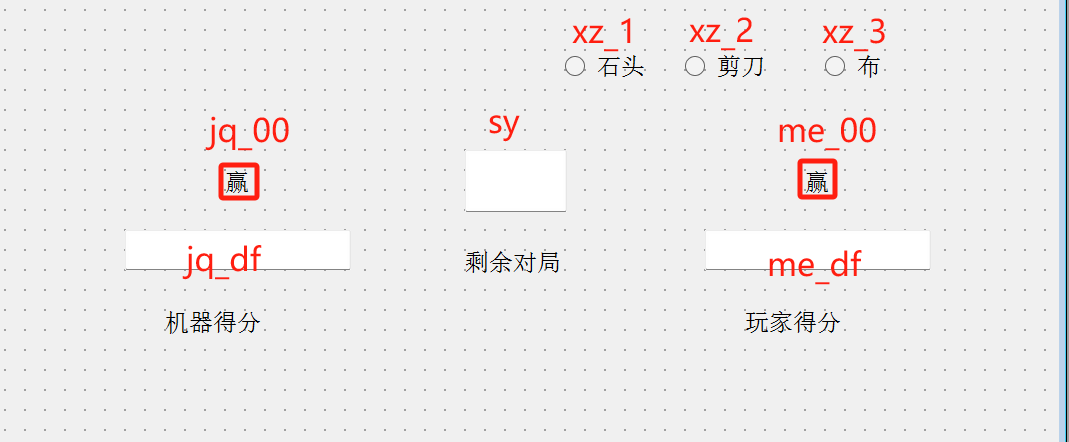 xz_1 xz_2 xz_3
石头 剪刀 布
jq_00 sy me_00
赢 赢
jq_df me_df
剩余对局
机器得分 玩家得分